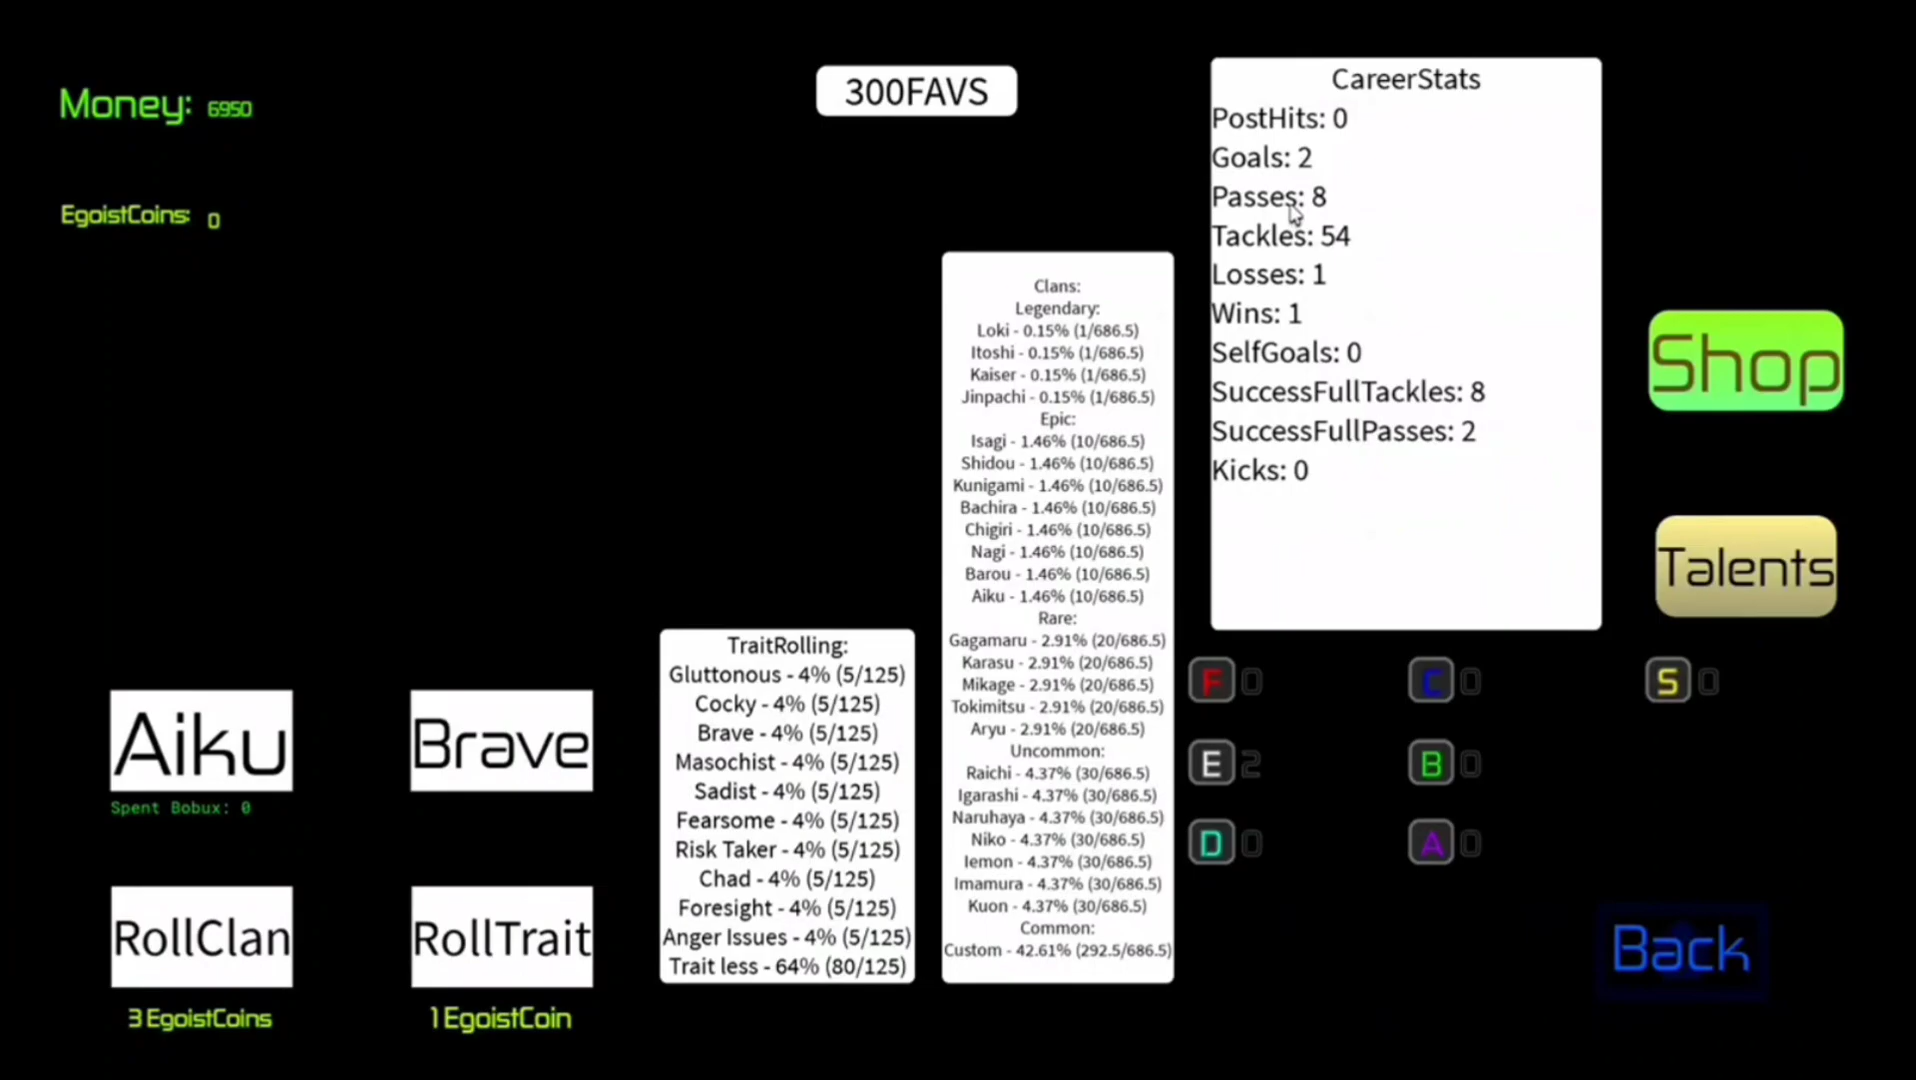 Money: 6950
EgoistCoins: 0
300FAVS
CareerStats
PostHits: 0
Goals: 2
Passes: 8
Tackles: 54
Losses: 1
Wins: 1
SelfGoals: 0
SuccessFullTackles: 8
SuccessFullPasses: 2
Kicks: 0
Shop
Talents
Clans:
Legendary:
Loki - 0.15% (1/686.5)
Itoshi - 0.15% (1/686.5)
Kaiser - 0.15% (1/686.5)
Jinpachi - 0.15% (1/686.5)
Epic:
Isagi - 1.46% (10/686.5)
Shidou - 1.46% (10/686.5)
Kunigami - 1.46% (10/686.5)
Bachira - 1.46% (10/686.5)
Chigiri - 1.46% (10/686.5)
Nagi - 1.46% (10/686.5)
Barou - 1.46% (10/686.5)
Aiku - 1.46% (10/686.5)
Rare:
Gagamaru - 2.91% (20/686.5)
Karasu - 2.91% (20/686.5)
Mikage - 2.91% (20/686.5)
Tokimitsu - 2.91% (20/686.5)
Aryu - 2.91% (20/686.5)
Uncommon:
Raichi - 4.37% (30/686.5)
Igarashi - 4.37% (30/686.5)
Naruhaya - 4.37% (30/686.5)
Niko - 4.37% (30/686.5)
Iemon - 4.37% (30/686.5)
Imamura - 4.37% (30/686.5)
Kuon - 4.37% (30/686.5)
Common:
Custom - 42.61% (292.5/686.5)
TraitRolling:
Gluttonous - 4% (5/125)
Cocky - 4% (5/125)
Brave - 4% (5/125)
Masochist - 4% (5/125)
Sadist - 4% (5/125)
Fearsome - 4% (5/125)
Risk Taker - 4% (5/125)
Chad - 4% (5/125)
Foresight - 4% (5/125)
Anger Issues - 4% (5/125)
Trait less - 64% (80/125)
Aiku
Spent Bobux: 0
Brave
RollClan
3 EgoistCoins
RollTrait
1 EgoistCoin
F 0 C 0 S 0
E 2 B 0
D 0 A 0
Back